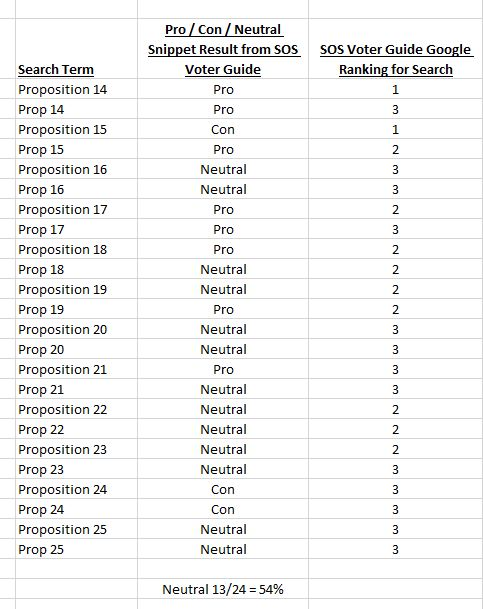 Pro / Con / Neutral
Snippet Result from SOS SOS Voter Guide Google
Search Term Voter Guide Ranking for Search
Proposition 14 Pro 1
Prop 14 Pro 3
Proposition 15 Con 1
Prop 15 Pro 2
Proposition 16 Neutral 3
Prop 16 Neutral 3
Proposition 17 Pro 2
Prop 17 Pro 3
Proposition 18 Pro 2
Prop 18 Neutral 2
Proposition 19 Neutral 2
Prop 19 Pro 2
Proposition 20 Neutral 3
Prop 20 Neutral 3
Proposition 21 Pro 3
Prop 21 Neutral 3
Proposition 22 Neutral 2
Prop 22 Neutral 2
Proposition 23 Neutral 2
Prop 23 Neutral 3
Proposition 24 Con 3
Prop 24 Con 3
Proposition 25 Neutral 3
Prop 25 Neutral 3
Neutral 13/24 = 54%